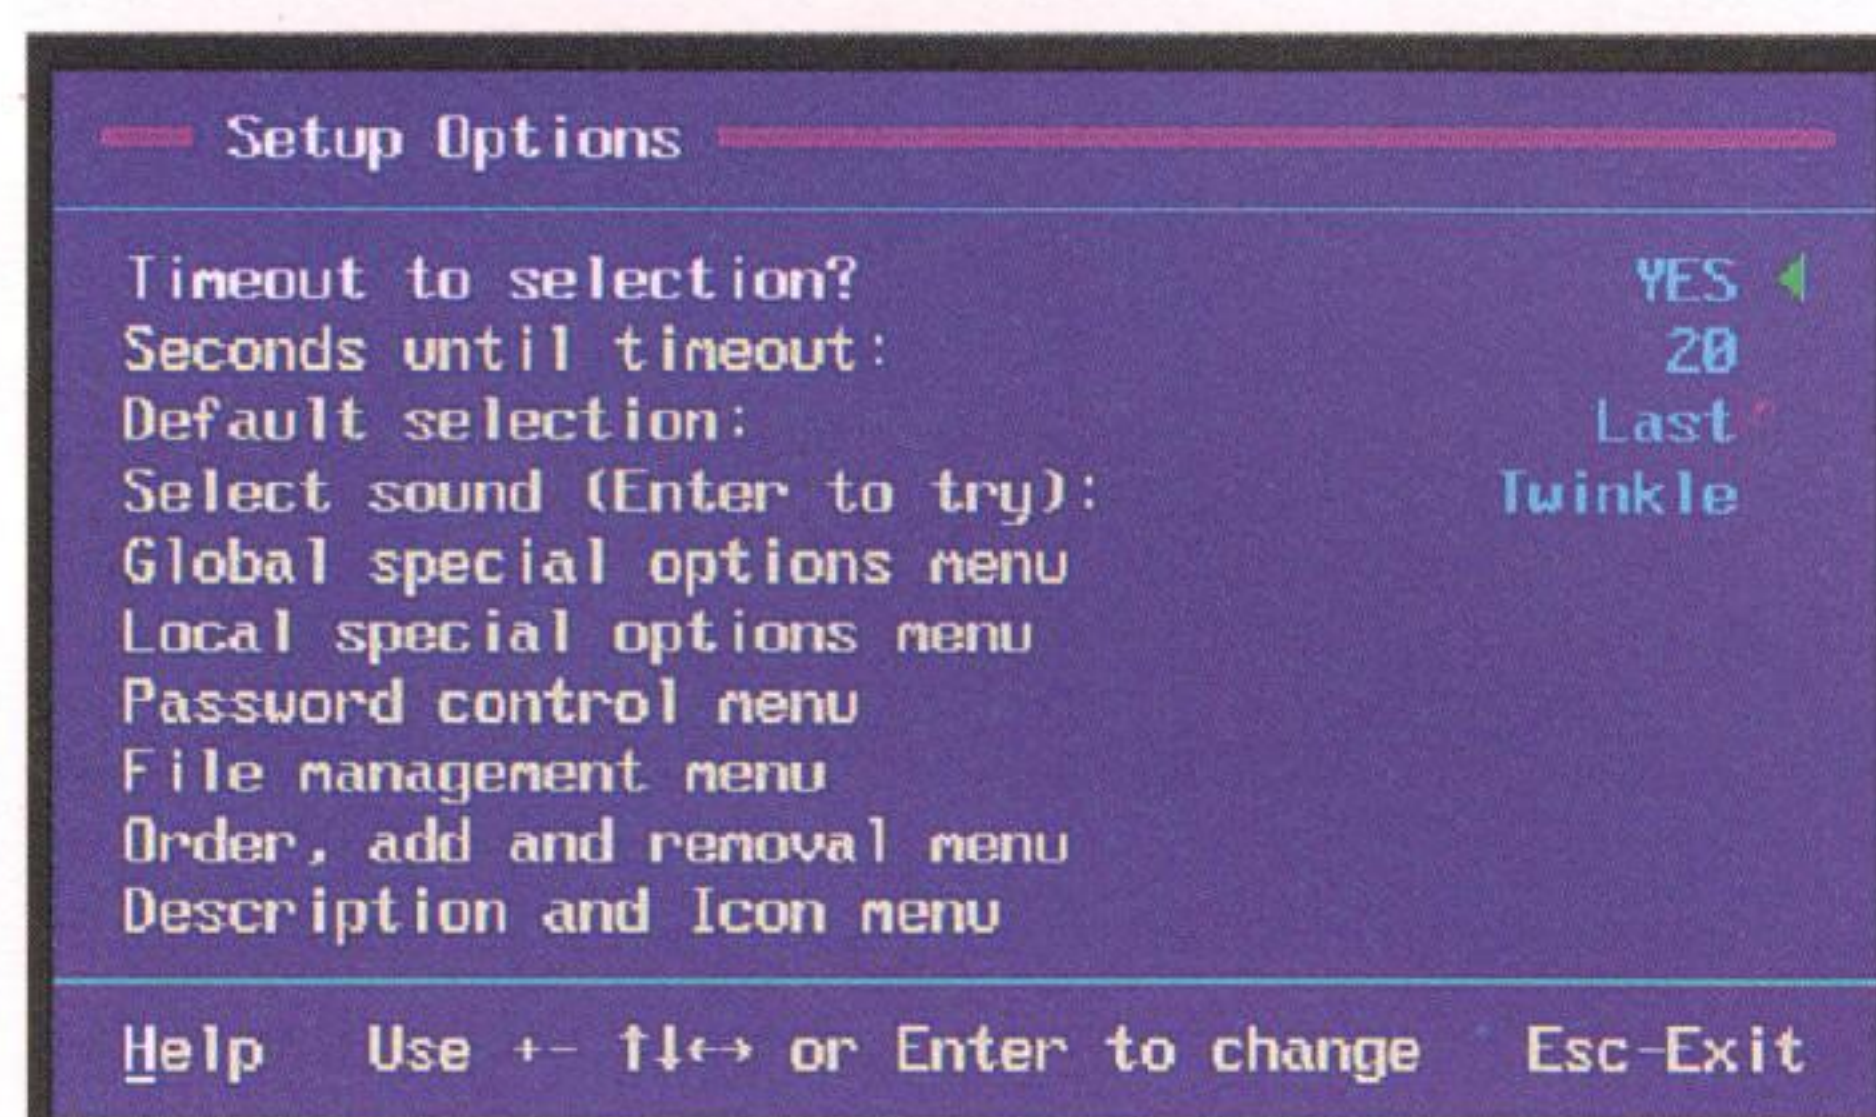 Setup Options
Timeout to selection? YES
Seconds until timeout: 20
Default selection: Last
Select sound (Enter to try): Twinkle
Global special options menu
Local special options menu
Password control menu
File management menu
Order, add and removal menu
Description and Icon menu
Help Use +- ↑↓←→ or Enter to change Esc-Exit